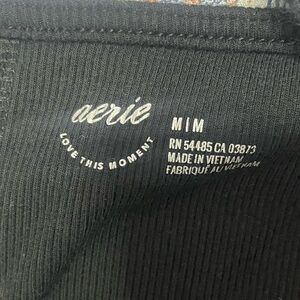 aerie
LOVE THIS MOMENT
M|M
RN 54485 CA 03873
MADE IN VIETNAM
FABRIQUÉ AU VIETNAM